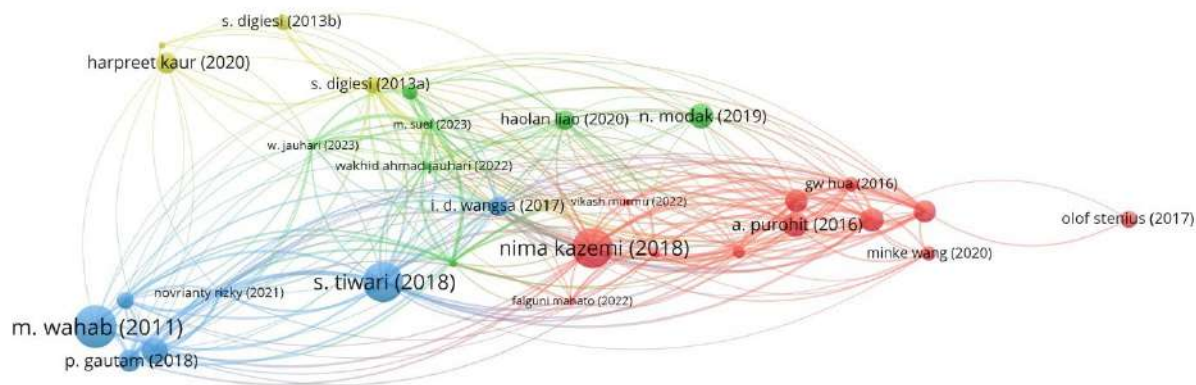 s. digiesi (2013b)
harpreet kaur (2020)
s. digiesi (2013a)
m. suef (2023)
haolan liao (2020)
n. modak (2019)
w. jauhari (2023)
wakhid ahmad jauhari (2022)
gw hua (2016)
i. d. wangsa (2017)
vikash murmu (2022)
a. purohit (2016)
olof stenius (2017)
nima kazemi (2018)
minke wang (2020)
s. tiwari (2018)
novrianty rizky (2021)
falguni mahato (2022)
m. wahab (2011)
p. gautam (2018)